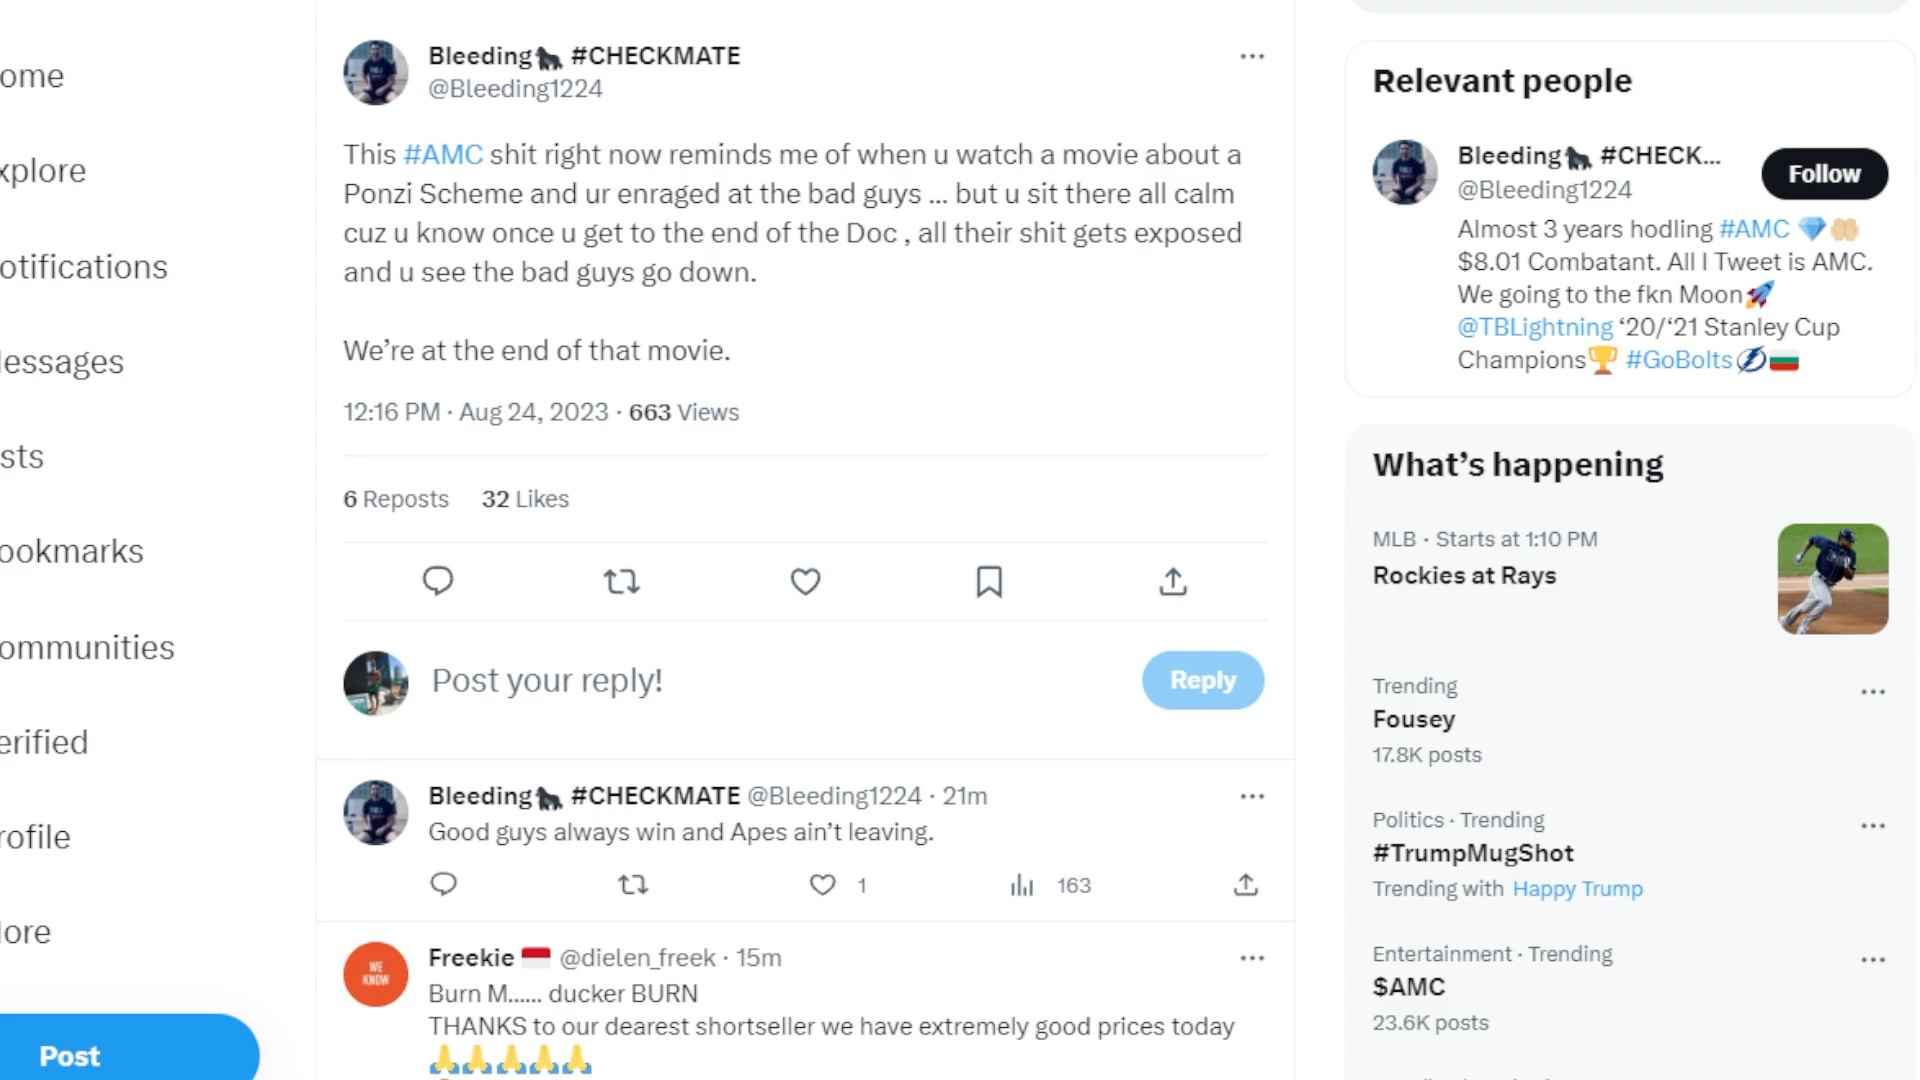 ome
xplore
otifications
essages
sts
ookmarks
ommunities
erified
rofile
ore
Post
Bleeding🦍 #CHECKMATE
@Bleeding1224
This #AMC shit right now reminds me of when u watch a movie about a
Ponzi Scheme and ur enraged at the bad guys ... but u sit there all calm
cuz u know once u get to the end of the Doc , all their shit gets exposed
and u see the bad guys go down.
We’re at the end of that movie.
12:16 PM · Aug 24, 2023 · 663 Views
6 Reposts 32 Likes
Post your reply!
Reply
Bleeding🦍 #CHECKMATE @Bleeding1224 · 21m
Good guys always win and Apes ain’t leaving.
1 163
WE
KNOW
Freekie 🇮🇩 @dielen_freek · 15m
Burn M...... ducker BURN
THANKS to our dearest shortseller we have extremely good prices today
🙏🙏🙏🙏🙏
Relevant people
Bleeding🦍 #CHECK...
@Bleeding1224
Follow
Almost 3 years hodling #AMC 💎🤲🏼
$8.01 Combatant. All I Tweet is AMC.
We going to the fkn Moon🚀
@TBLightning ‘20/‘21 Stanley Cup
Champions🏆 #GoBolts⚡🇧🇬
What’s happening
MLB · Starts at 1:10 PM
Rockies at Rays
Trending
Fousey
17.8K posts
Politics · Trending
#TrumpMugShot
Trending with Happy Trump
Entertainment · Trending
$AMC
23.6K posts